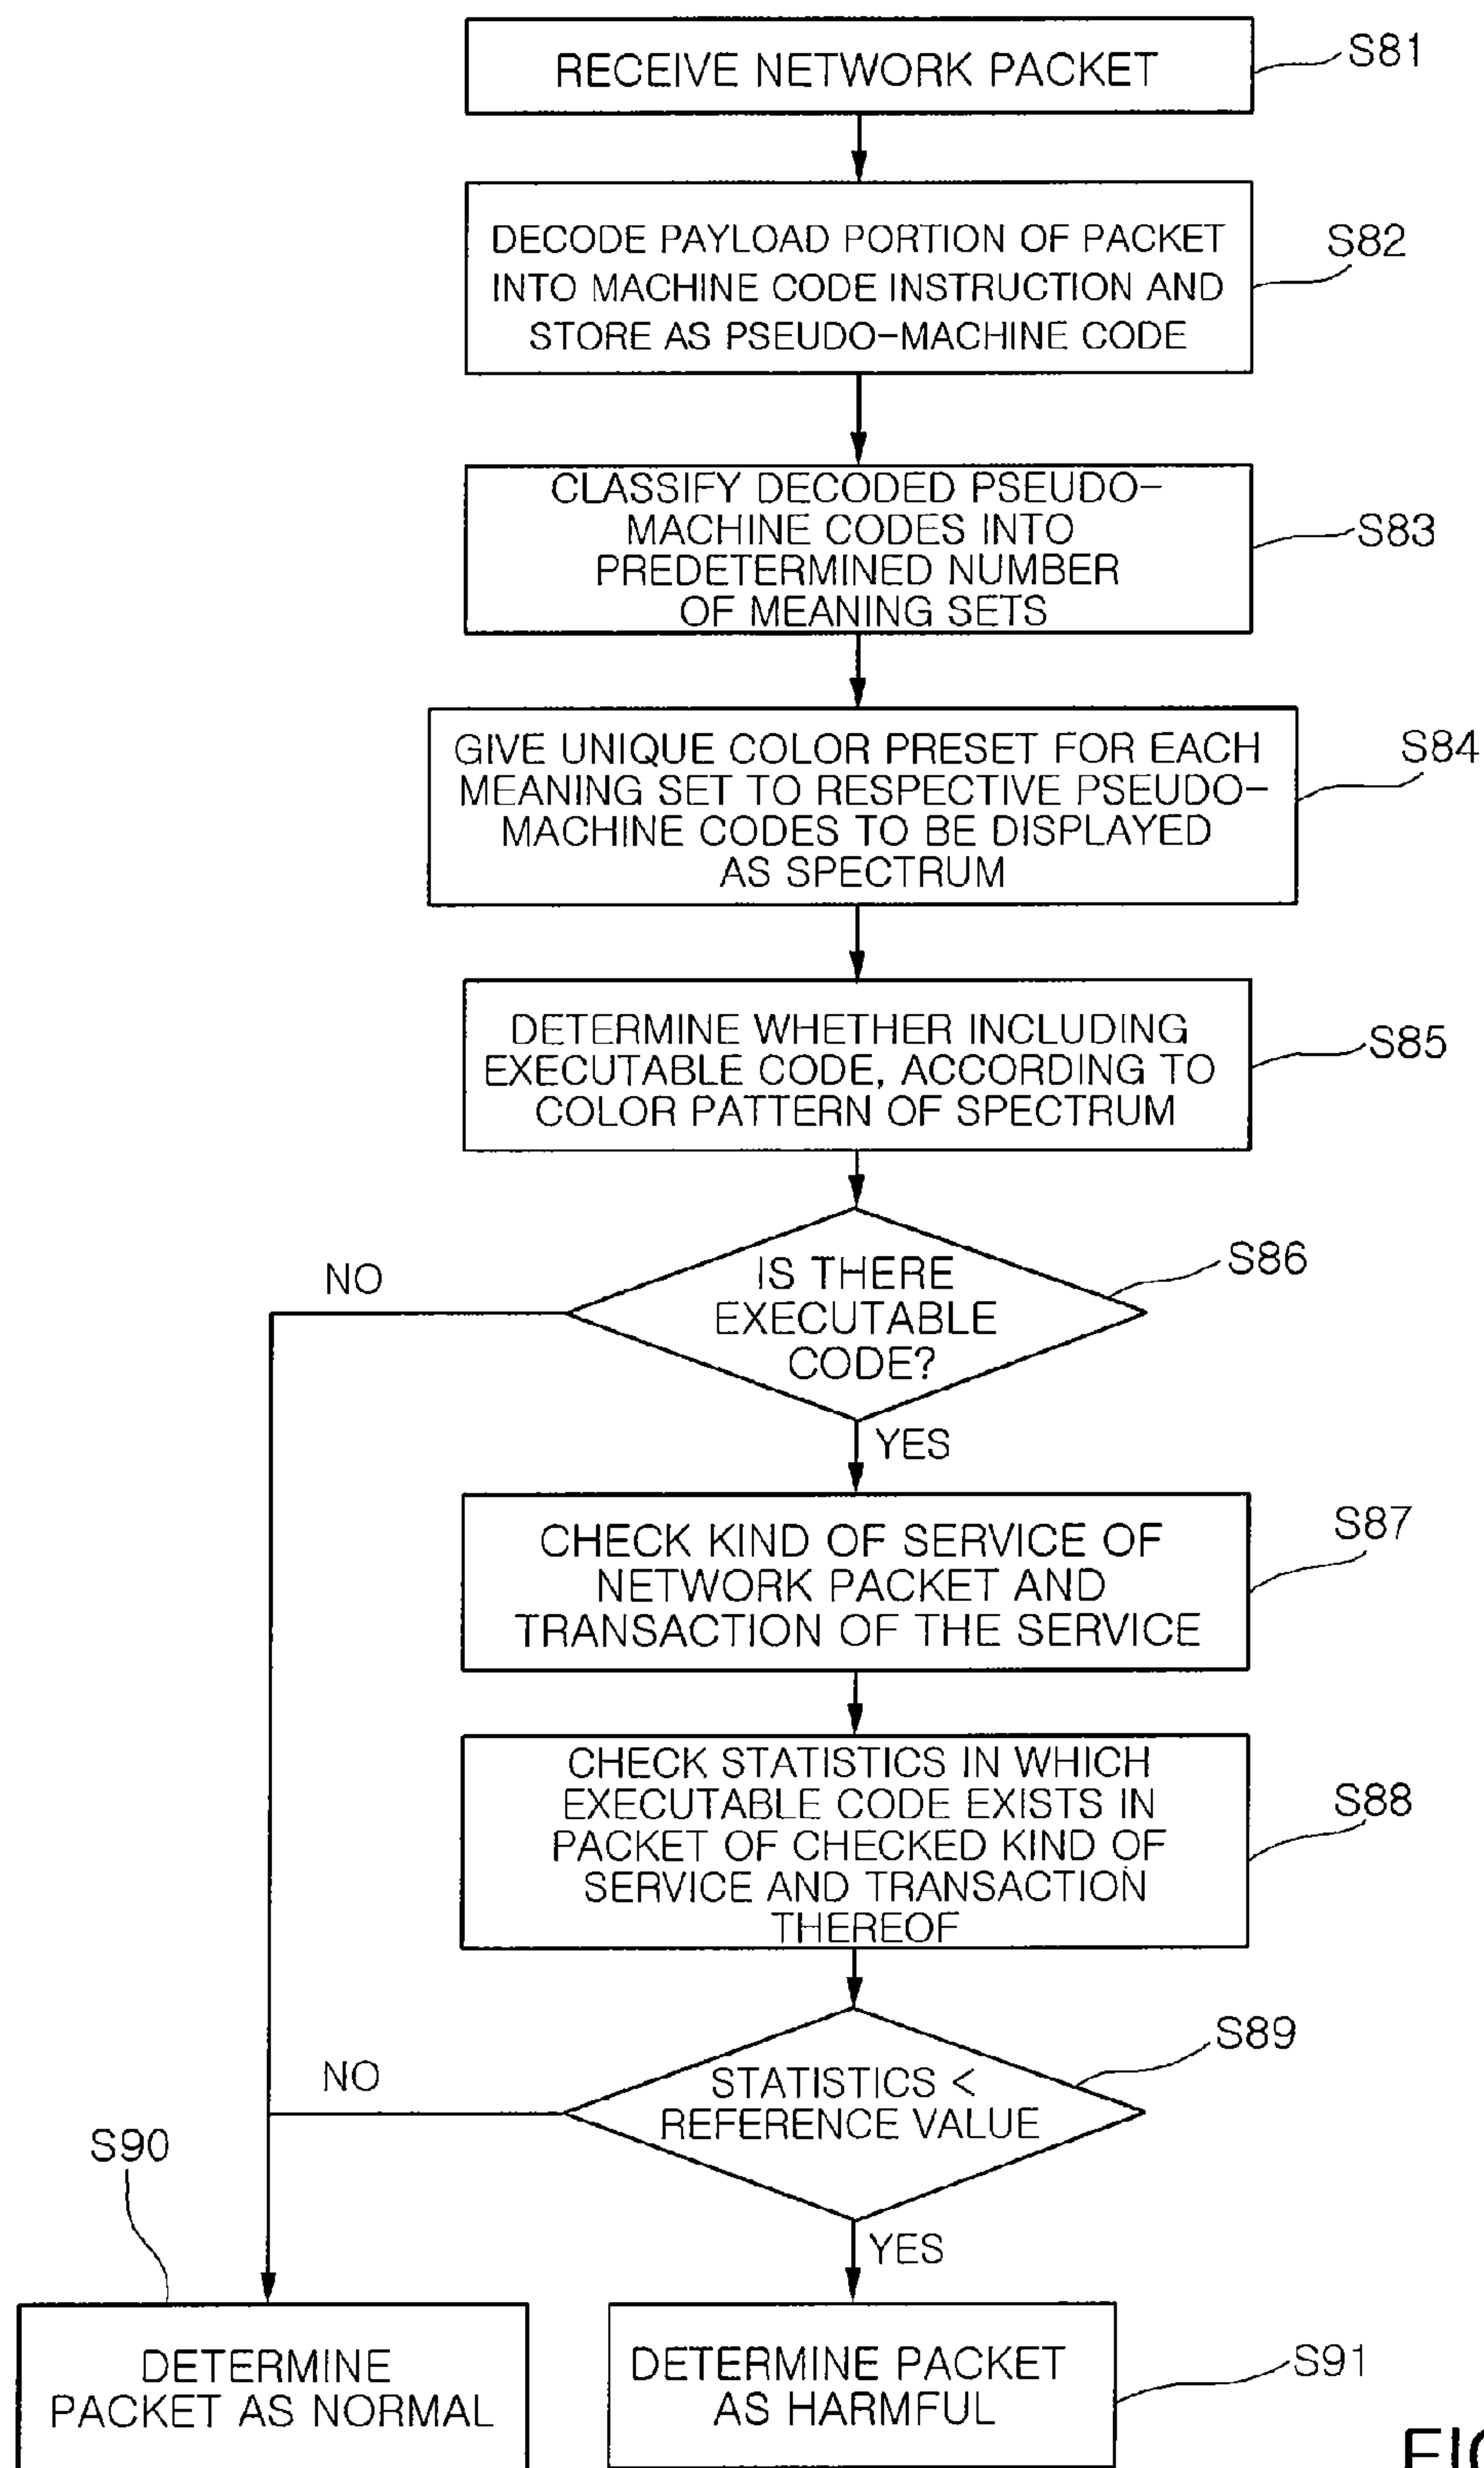 RECEIVE NETWORK PACKET
S81
DECODE PAYLOAD PORTION OF PACKET
INTO MACHINE CODE INSTRUCTION AND
STORE AS PSEUDO-MACHINE CODE
S82
CLASSIFY DECODED PSEUDO-
MACHINE CODES INTO
PREDETERMINED NUMBER
OF MEANING SETS
S83
GIVE UNIQUE COLOR PRESET FOR EACH
MEANING SET TO RESPECTIVE PSEUDO-
MACHINE CODES TO BE DISPLAYED
AS SPECTRUM
S84
DETERMINE WHETHER INCLUDING
EXECUTABLE CODE, ACCORDING TO
COLOR PATTERN OF SPECTRUM
S85
IS THERE
EXECUTABLE
CODE?
S86
NO
YES
CHECK KIND OF SERVICE OF
NETWORK PACKET AND
TRANSACTION OF THE SERVICE
S87
CHECK STATISTICS IN WHICH
EXECUTABLE CODE EXISTS IN
PACKET OF CHECKED KIND OF
SERVICE AND TRANSACTION
THEREOF
S88
STATISTICS <
REFERENCE VALUE
S89
NO
YES
S90
DETERMINE
PACKET AS NORMAL
DETERMINE PACKET
AS HARMFUL
S91